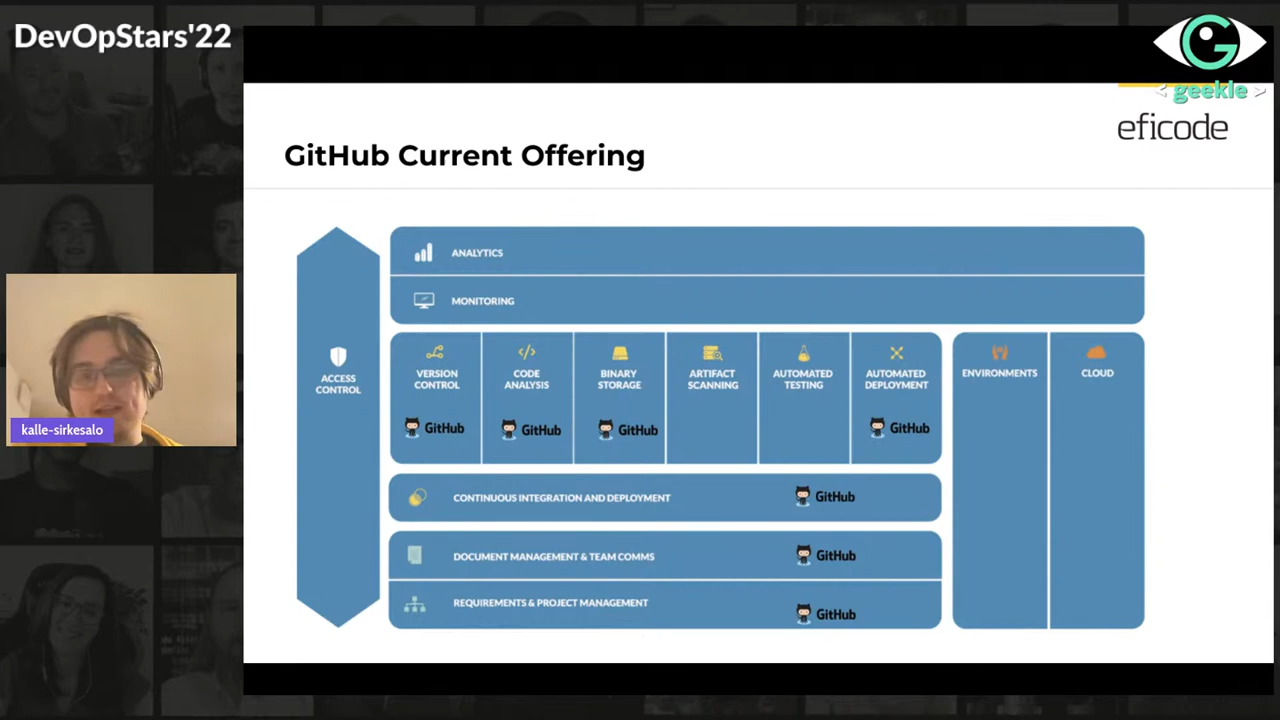 DevOpStars'22
< geekle >
eficode
GitHub Current Offering
ACCESS
CONTROL
ANALYTICS
MONITORING
VERSION
CONTROL
GitHub
CODE
ANALYSIS
GitHub
BINARY
STORAGE
GitHub
ARTIFACT
SCANNING
AUTOMATED
TESTING
AUTOMATED
DEPLOYMENT
GitHub
ENVIRONMENTS
CLOUD
CONTINUOUS INTEGRATION AND DEPLOYMENT
GitHub
DOCUMENT MANAGEMENT & TEAM COMMS
GitHub
REQUIREMENTS & PROJECT MANAGEMENT
GitHub
kalle-sirkesalo